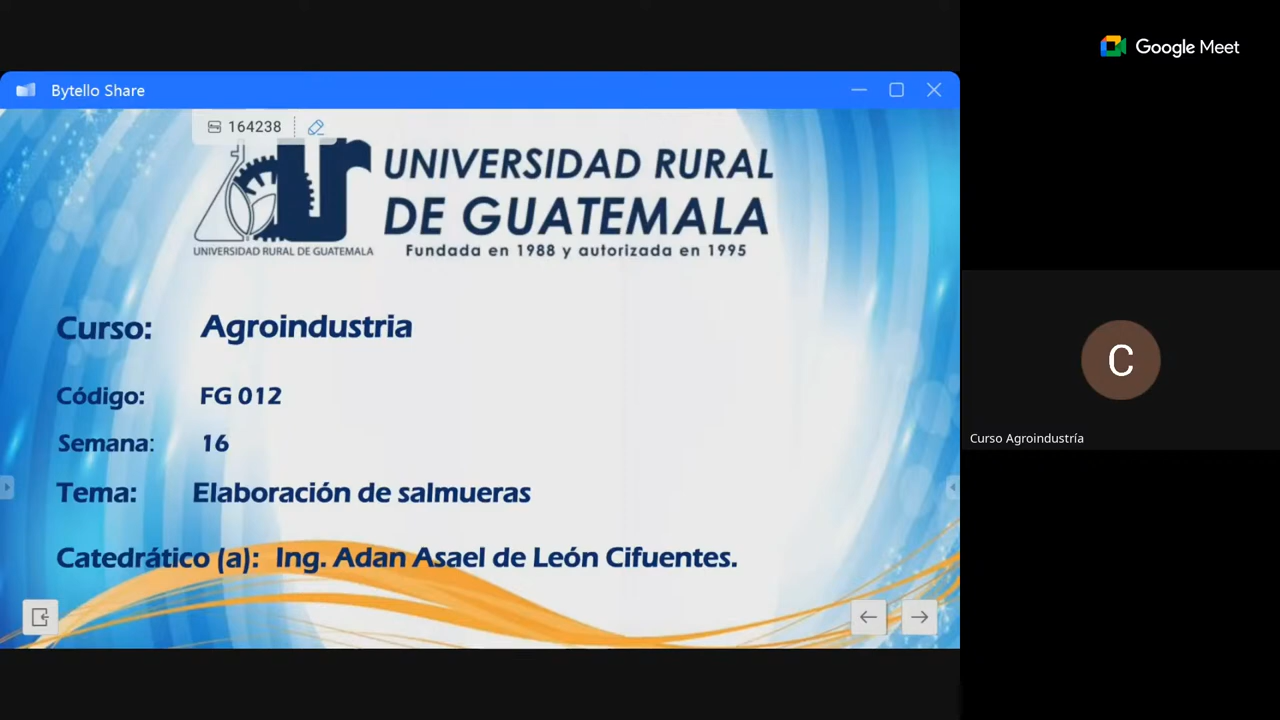 Google Meet
Bytello Share
164238
UNIVERSIDAD RURAL
DE GUATEMALA
UNIVERSIDAD RURAL DE GUATEMALA
Fundada en 1988 y autorizada en 1995
Curso: Agroindustria
Código: FG 012
Semana: 16
Tema: Elaboración de salmueras
Catedrático (a): Ing. Adan Asael de León Cifuentes.
C
Curso Agroindustría